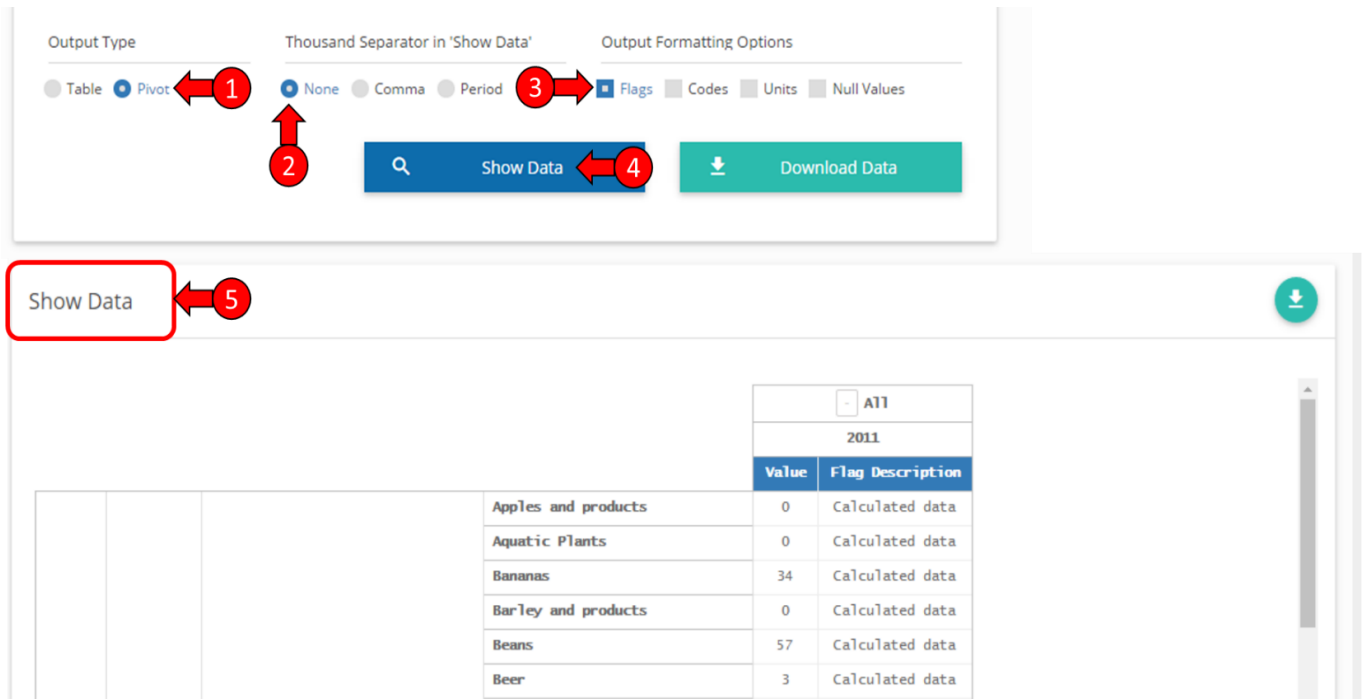 Output Type Thousand Separator in 'Show Data' Output Formatting Options
Table Pivot 1 None Comma Period 3 Flags Codes Units Null Values
2 Show Data 4 Download Data
Show Data 5
- All
2011
Value Flag Description
Apples and products 0 Calculated data
Aquatic Plants 0 Calculated data
Bananas 34 Calculated data
Barley and products 0 Calculated data
Beans 57 Calculated data
Beer 3 Calculated data